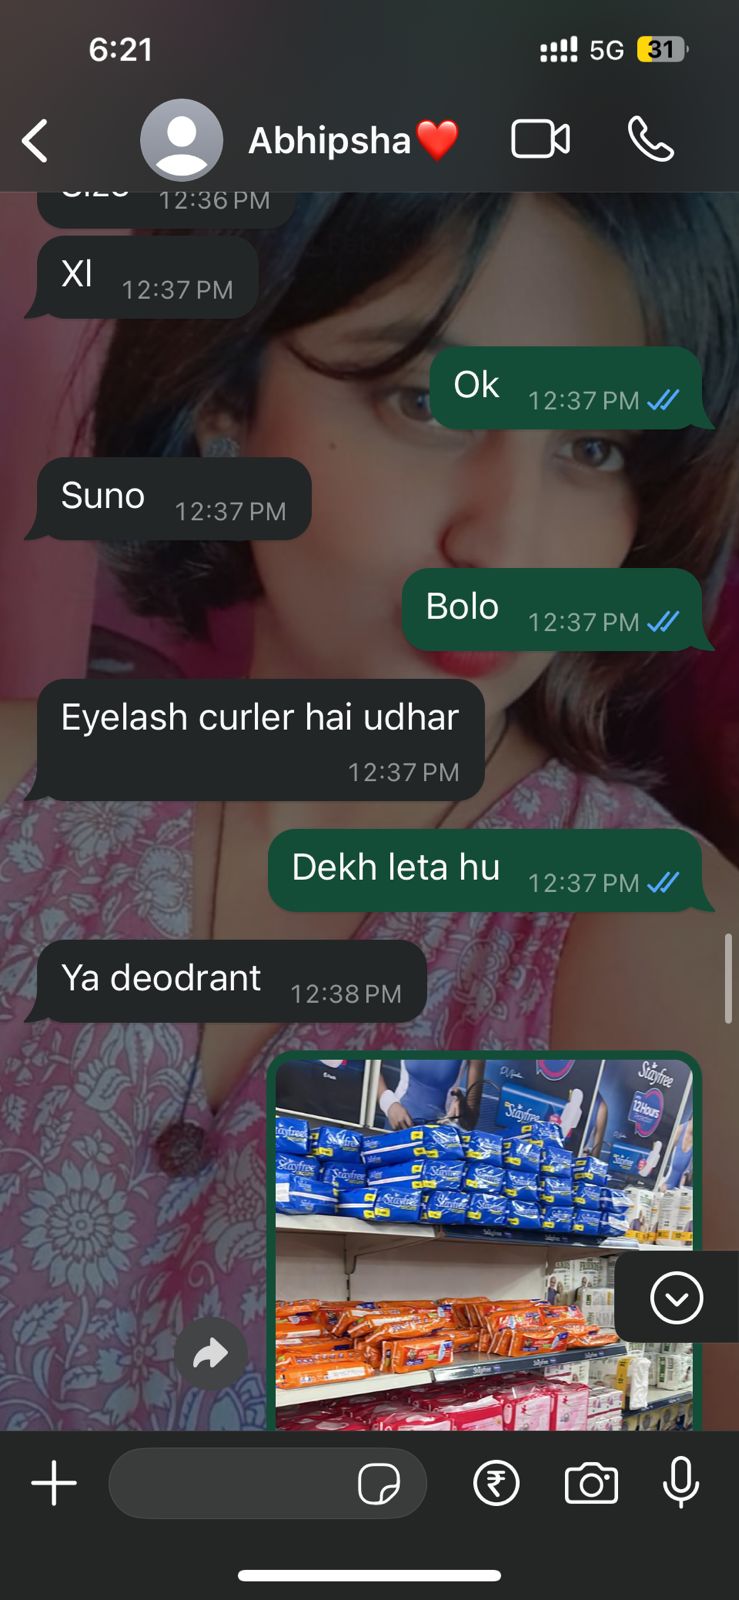 6:21
5G
31
Abhipsha❤️
Size 12:36 PM
Xl 12:37 PM
Ok 12:37 PM
Suno 12:37 PM
Bolo 12:37 PM
Eyelash curler hai udhar
12:37 PM
Dekh leta hu 12:37 PM
Ya deodrant 12:38 PM
Stayfree
12 Hours
Stayfree
Stayfree
Stayfree
Stayfree
Stayfree